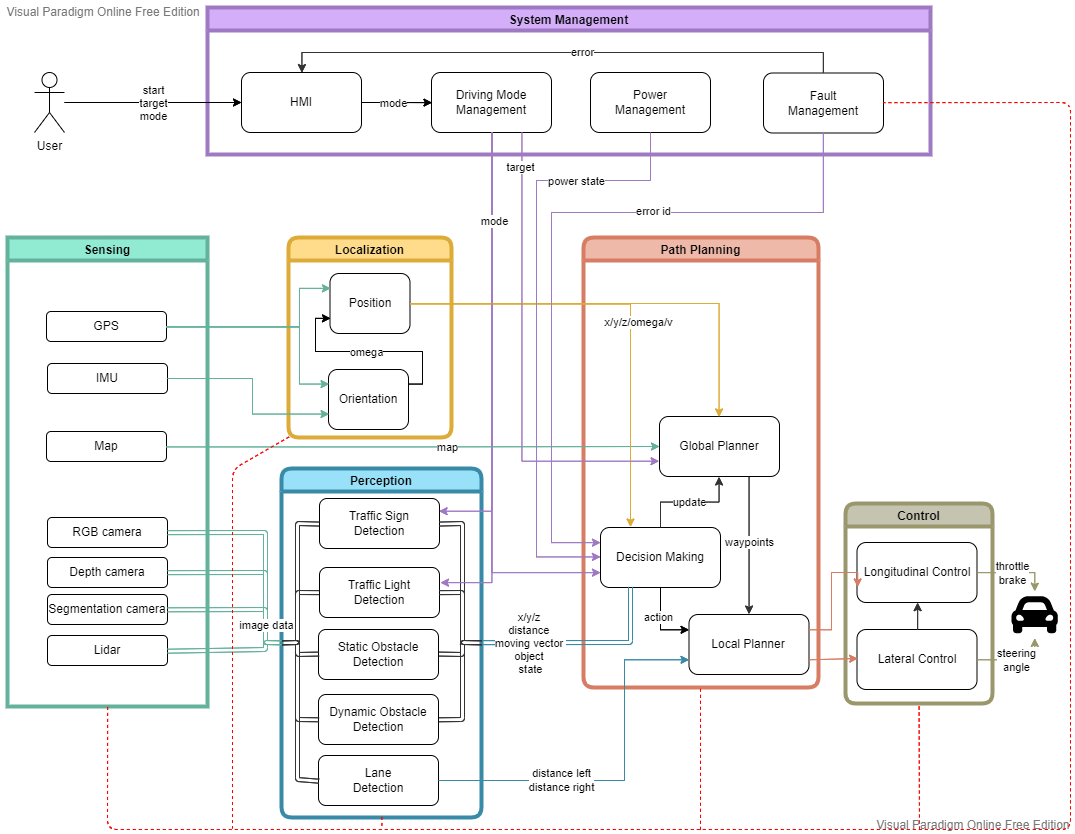 Visual Paradigm Online Free Edition
System Management
error
User
start
target
mode
HMI
mode
Driving Mode
Management
Power
Management
Fault
Management
target
power state
error id
mode
Sensing
GPS
IMU
Map
RGB camera
Depth camera
Segmentation camera
Lidar
Localization
Position
omega
Orientation
map
image data
Perception
Traffic Sign
Detection
Traffic Light
Detection
Static Obstacle
Detection
Dynamic Obstacle
Detection
Lane
Detection
x/y/z
distance
moving vector
object
state
distance left
distance right
Path Planning
x/y/z/omega/v
Global Planner
update
waypoints
Decision Making
action
Local Planner
Control
Longitudinal Control
Lateral Control
throttle
brake
steering
angle
Visual Paradigm Online Free Edition